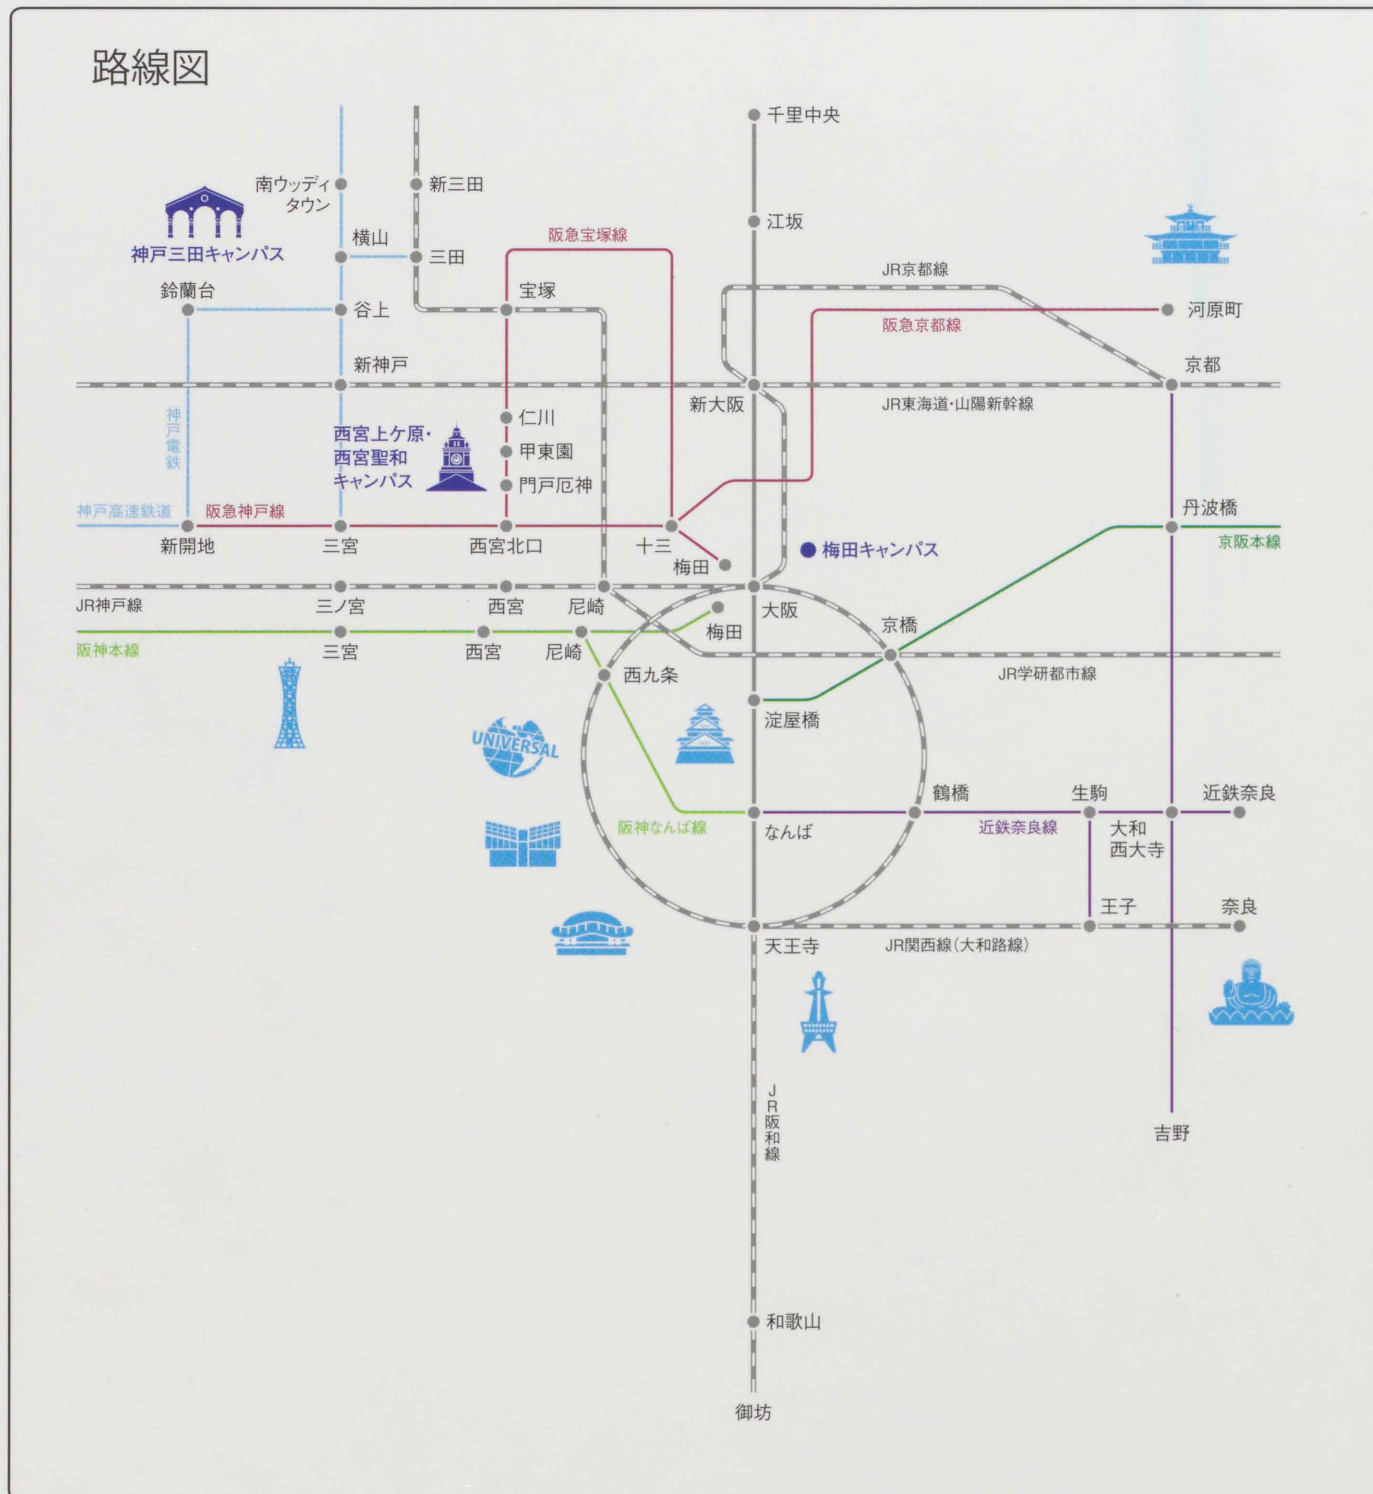 路線図
千里中央
南ウッディ
タウン
新三田
江坂
横山
阪急宝塚線
神戸三田キャンパス
三田
JR京都線
鈴蘭台
宝塚
谷上
河原町
阪急京都線
新神戸
京都
新大阪
JR東海道・山陽新幹線
神戸電鉄
仁川
西宮上ケ原・
西宮聖和
キャンパス
甲東園
門戸厄神
神戸高速鉄道
阪急神戸線
丹波橋
新開地
三宮
西宮北口
十三
京阪本線
梅田キャンパス
梅田
JR神戸線
三ノ宮
西宮
尼崎
大阪
梅田
京橋
阪神本線
三宮
西宮
尼崎
西九条
JR学研都市線
淀屋橋
UNIVERSAL
鶴橋
生駒
近鉄奈良
阪神なんば線
なんば
近鉄奈良線
大和
西大寺
王子
奈良
天王寺
JR関西線（大和路線）
JR阪和線
吉野
和歌山
御坊